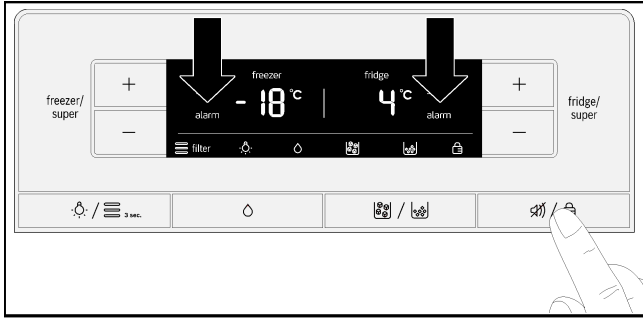 freezer/
super
+
−
freezer
fridge
alarm
- 18 °C
4 °C
alarm
filter
+
−
fridge/
super
/ 3 sec.
/
/